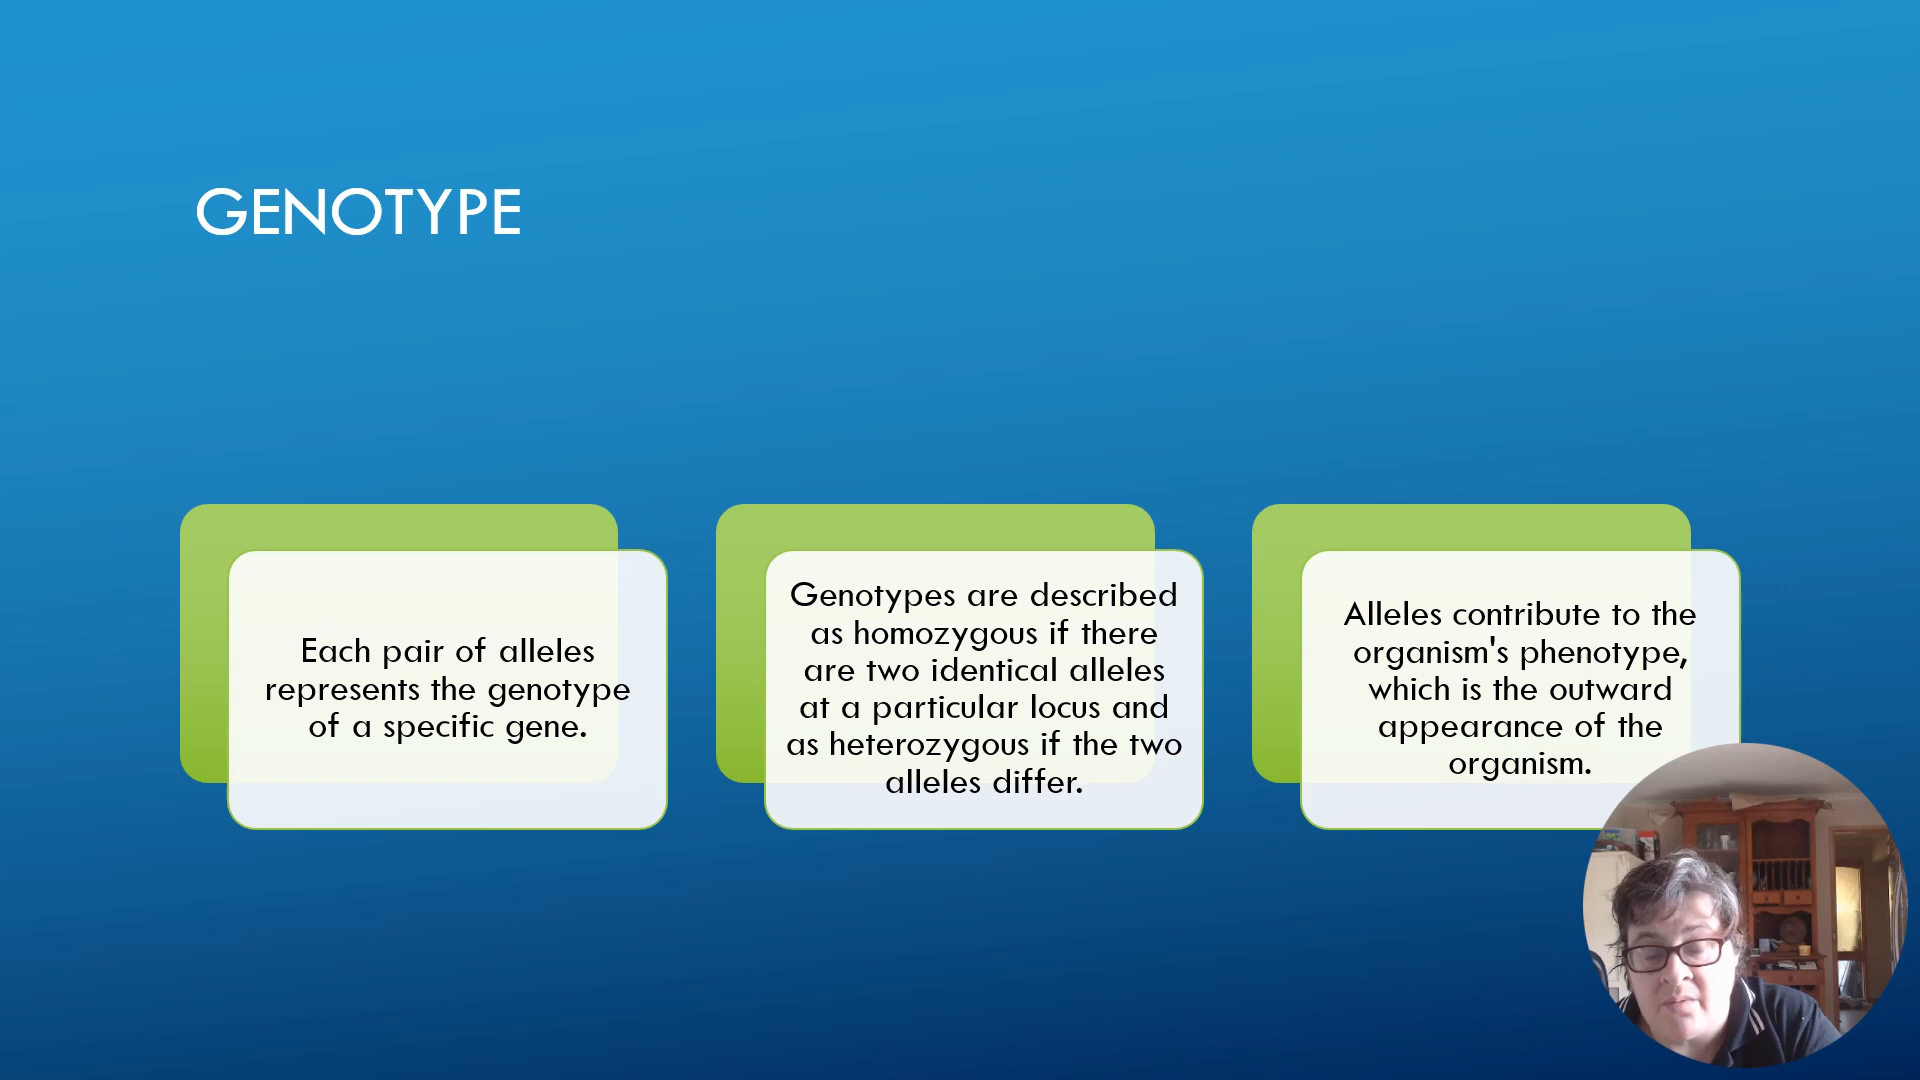 GENOTYPE
Each pair of alleles
represents the genotype
of a specific gene.
Genotypes are described
as homozygous if there
are two identical alleles
at a particular locus and
as heterozygous if the two
alleles differ.
Alleles contribute to the
organism's phenotype,
which is the outward
appearance of the
organism.